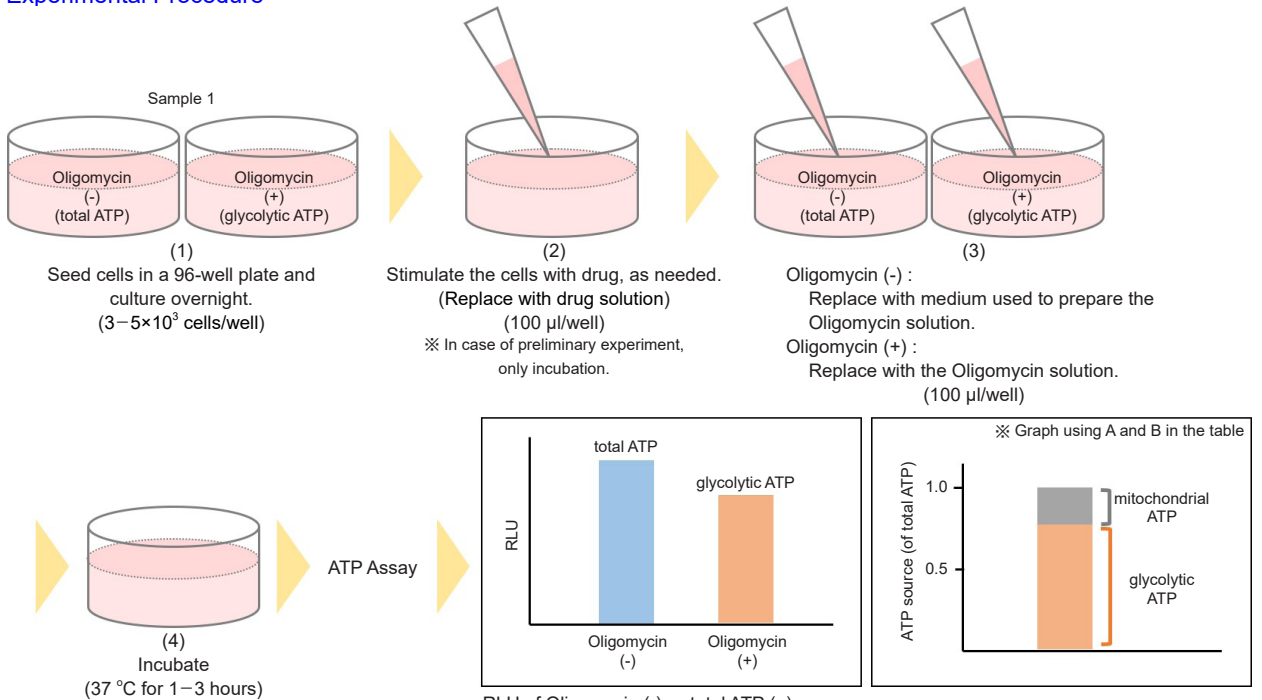 Experimental Procedure
Sample 1
Oligomycin
(-)
(total ATP)
Oligomycin
(+)
(glycolytic ATP)
(1)
Seed cells in a 96-well plate and
culture overnight.
(3−5×10³ cells/well)
(2)
Stimulate the cells with drug, as needed.
(Replace with drug solution)
(100 μl/well)
※ In case of preliminary experiment,
only incubation.
Oligomycin
(-)
(total ATP)
Oligomycin
(+)
(glycolytic ATP)
(3)
Oligomycin (-) :
Replace with medium used to prepare the
Oligomycin solution.
Oligomycin (+) :
Replace with the Oligomycin solution.
(100 μl/well)
(4)
Incubate
(37 °C for 1−3 hours)
ATP Assay
RLU
total ATP
glycolytic ATP
Oligomycin
(-)
Oligomycin
(+)
※ Graph using A and B in the table
ATP source (of total ATP)
1.0
0.5
mitochondrial
ATP
glycolytic
ATP